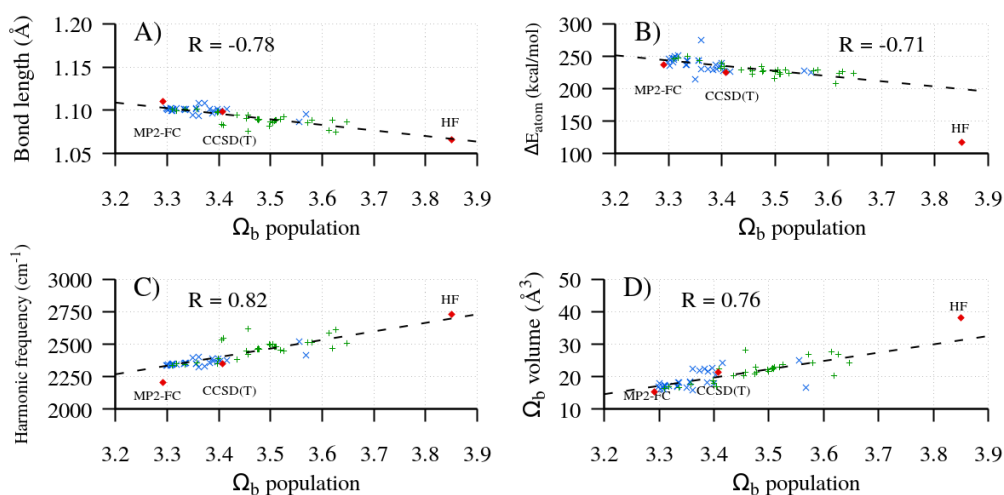 A)
R = -0.78
Bond length (Å)
1.20
1.15
1.10
1.05
MP2-FC
CCSD(T)
HF
3.2 3.3 3.4 3.5 3.6 3.7 3.8 3.9
Ωb population
B)
R = -0.71
ΔEatom (kcal/mol)
300
250
200
150
100
MP2-FC
CCSD(T)
HF
3.2 3.3 3.4 3.5 3.6 3.7 3.8 3.9
Ωb population
C)
R = 0.82
Harmonic frequency (cm⁻¹)
3000
2750
2500
2250
2000
HF
MP2-FC
CCSD(T)
3.2 3.3 3.4 3.5 3.6 3.7 3.8 3.9
Ωb population
D)
R = 0.76
Ωb volume (Å³)
50
40
30
20
10
HF
MP2-FC
CCSD(T)
3.2 3.3 3.4 3.5 3.6 3.7 3.8 3.9
Ωb population